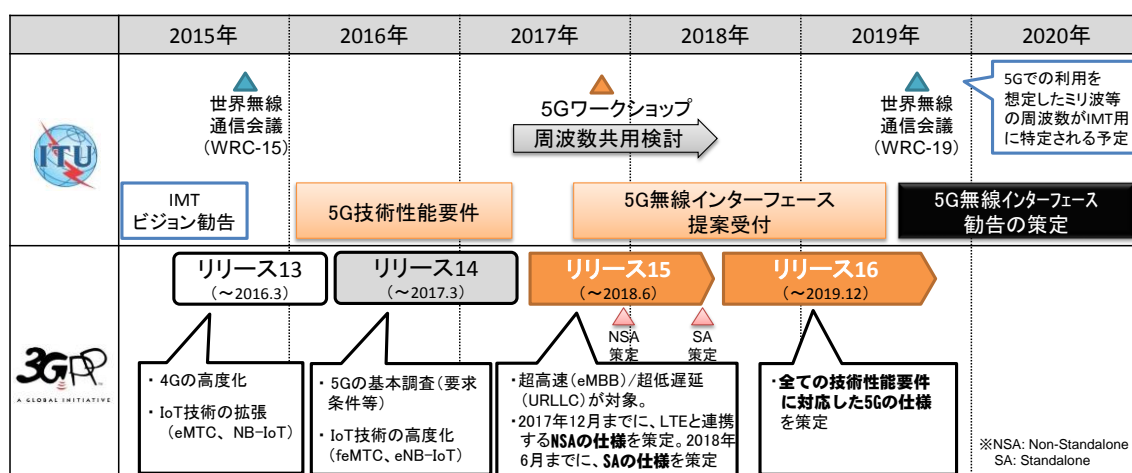 2015年 2016年 2017年 2018年 2019年 2020年
世界無線
通信会議
(WRC-15)
5Gワークショップ
周波数共用検討
世界無線
通信会議
(WRC-19)
5Gでの利用を
想定したミリ波等
の周波数がIMT用
に特定される予定
ITU
IMT
ビジョン勧告
5G技術性能要件
5G無線インターフェース
提案受付
5G無線インターフェース
勧告の策定
リリース13
(～2016.3)
リリース14
(～2017.3)
リリース15
(～2018.6)
リリース16
(～2019.12)
NSA
策定
SA
策定
3GPP™
A GLOBAL INITIATIVE
・ 4Gの高度化
・ IoT技術の拡張
(eMTC、NB-IoT)
・ 5Gの基本調査(要求
条件等)
・ IoT技術の高度化
(feMTC、eNB-IoT)
・超高速(eMBB)/超低遅延
(URLLC)が対象。
・2017年12月までに、LTEと連携
するNSAの仕様を策定。2018年
6月までに、SAの仕様を策定
・全ての技術性能要件
に対応した5Gの仕様
を策定
※NSA: Non-Standalone
SA: Standalone